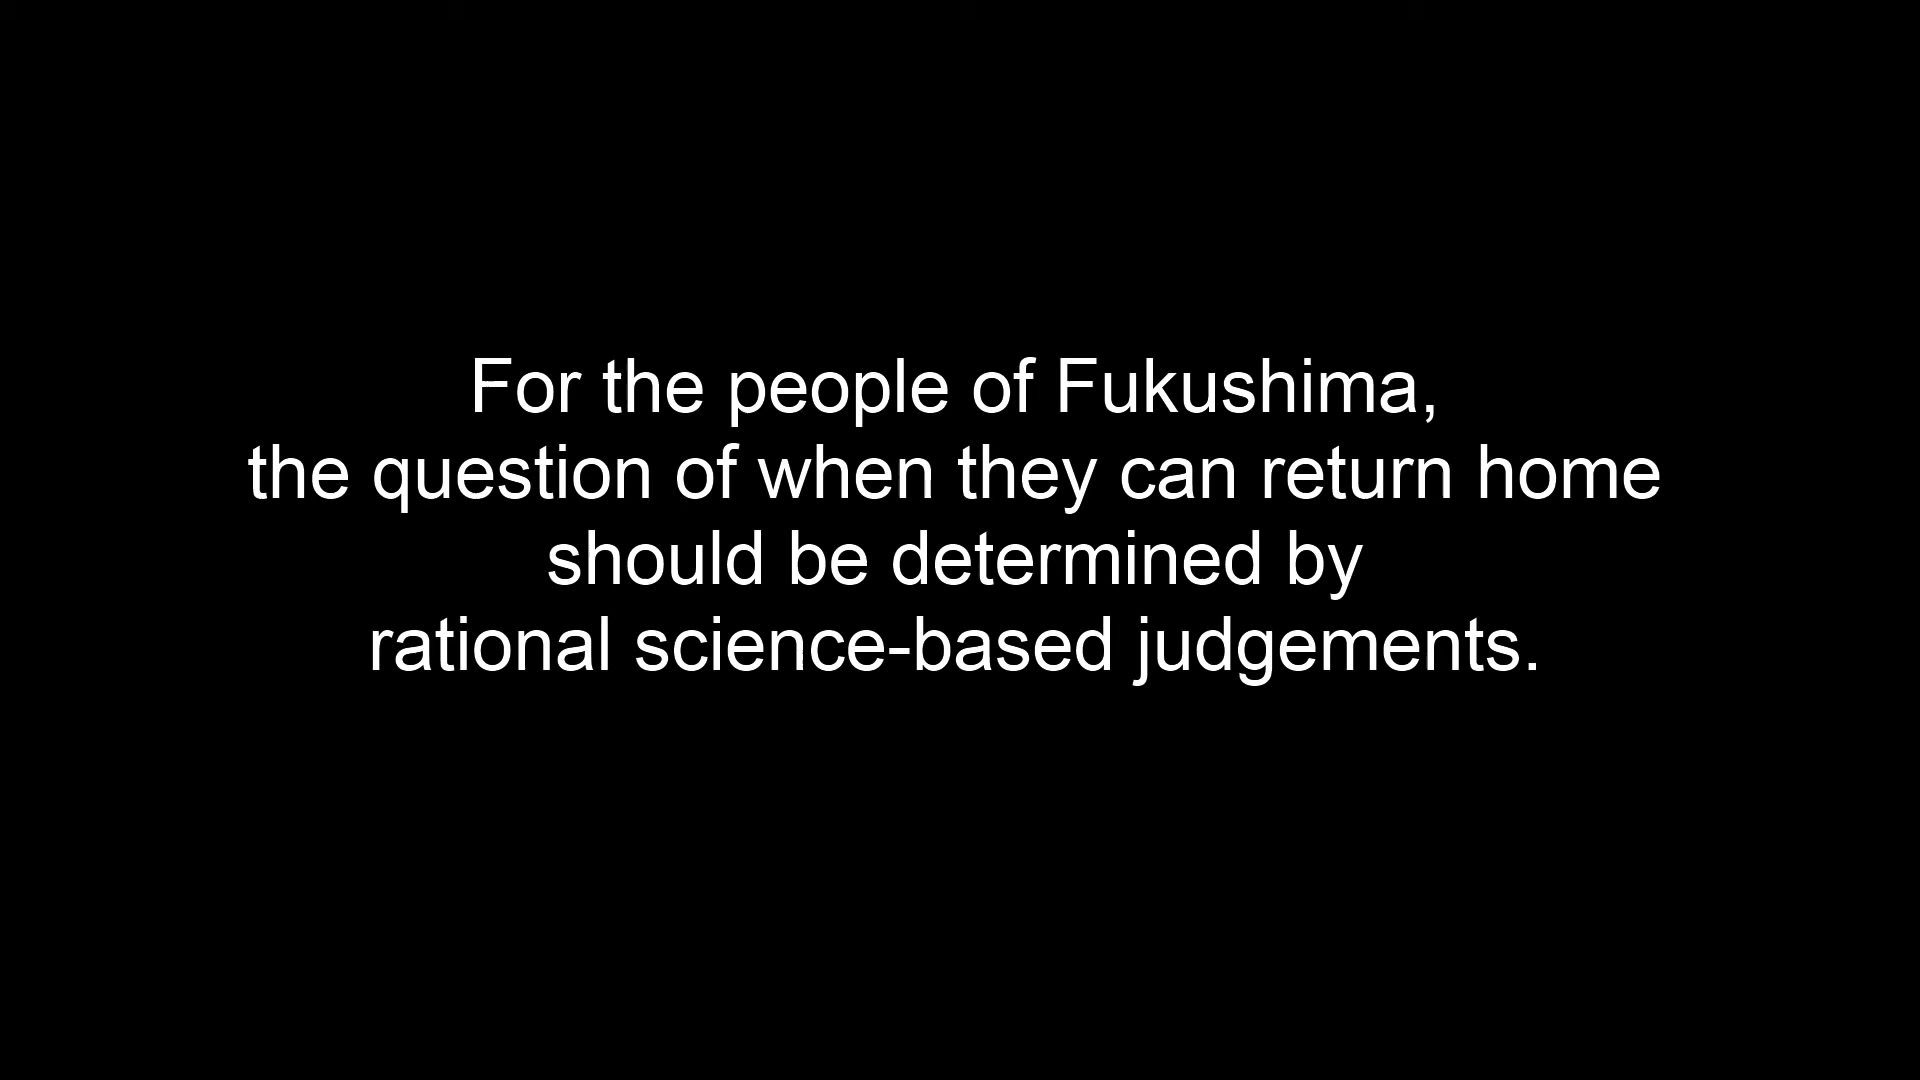 For the people of Fukushima,
the question of when they can return home
should be determined by
rational science-based judgements.